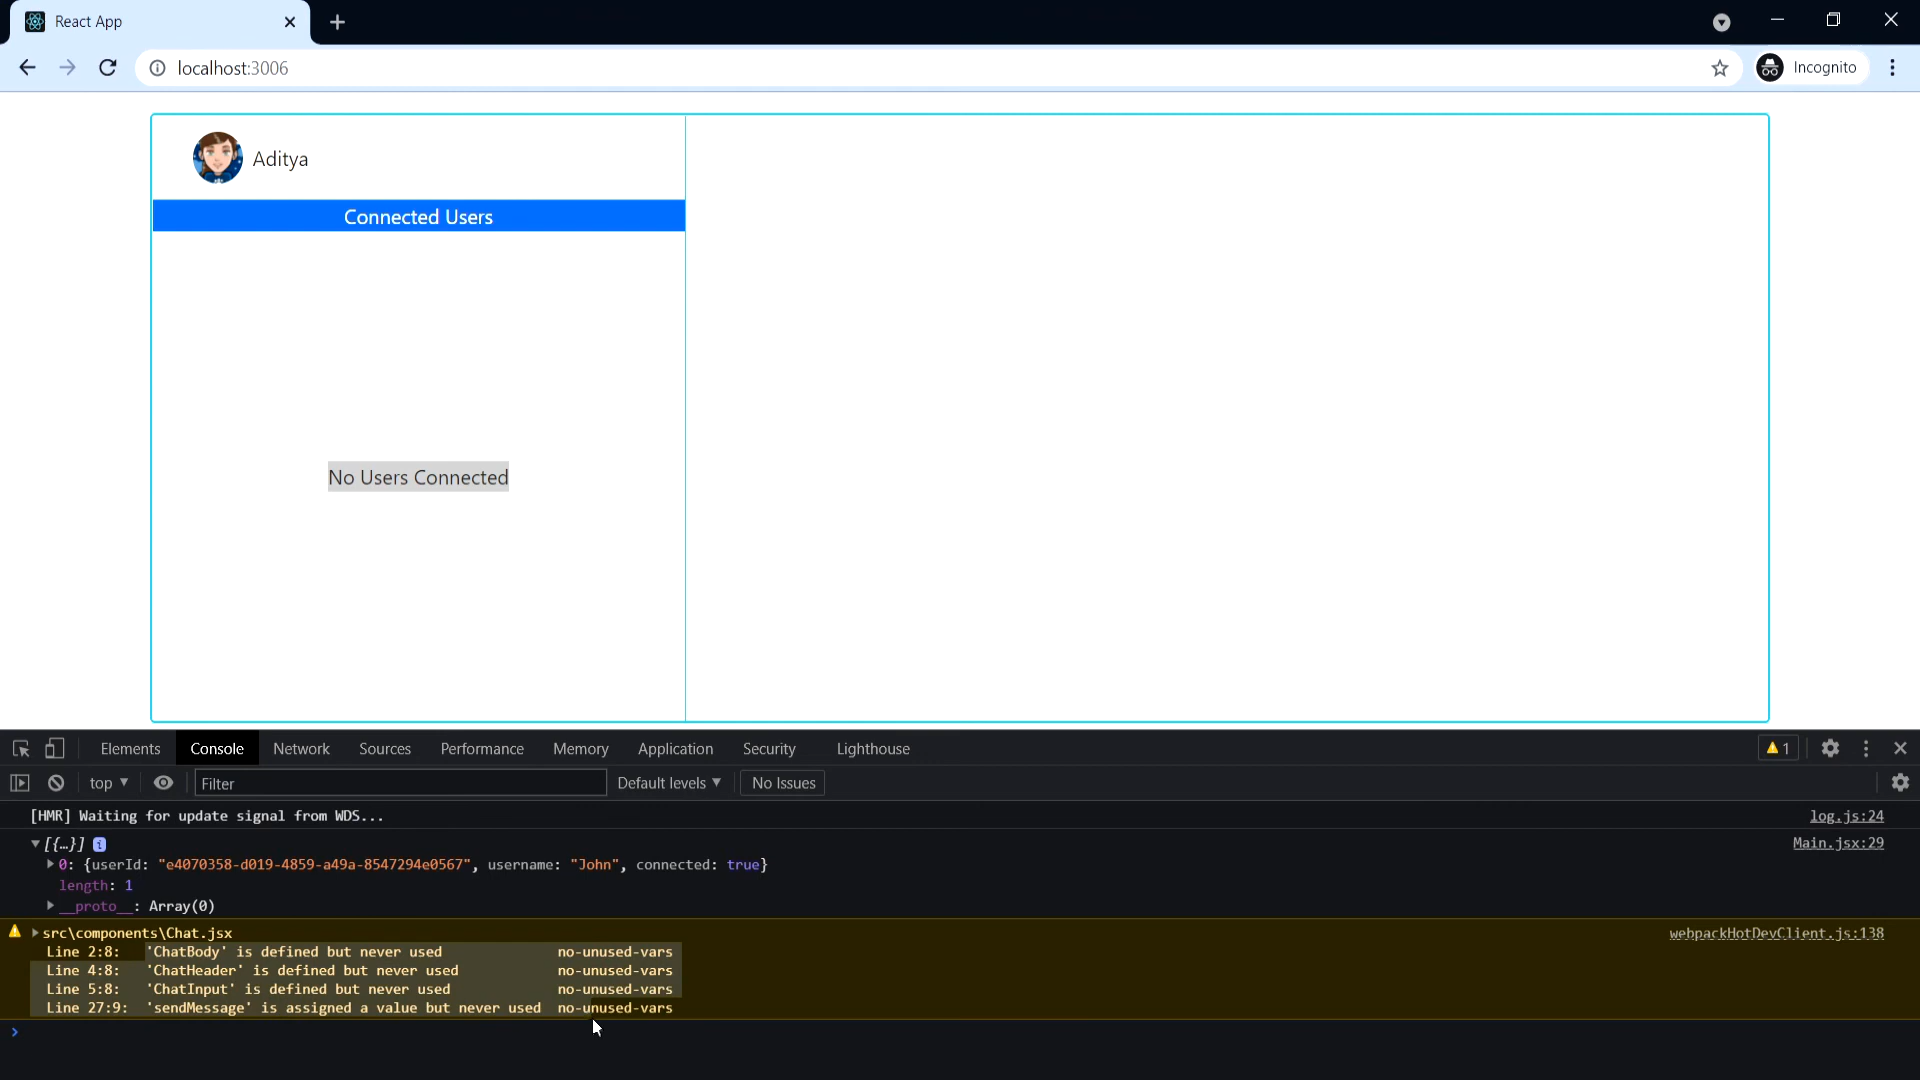 React App
localhost:3006
Incognito
Aditya
Connected Users
No Users Connected
Elements Console Network Sources Performance Memory Application Security Lighthouse 1
top Filter Default levels No Issues
[HMR] Waiting for update signal from WDS... log.js:24
[{…}] i Main.jsx:29
0: {userId: "e4070358-d019-4859-a49a-8547294e0567", username: "John", connected: true}
length: 1
__proto__: Array(0)
src\components\Chat.jsx webpackHotDevClient.js:138
Line 2:8: 'ChatBody' is defined but never used no-unused-vars
Line 4:8: 'ChatHeader' is defined but never used no-unused-vars
Line 5:8: 'ChatInput' is defined but never used no-unused-vars
Line 27:9: 'sendMessage' is assigned a value but never used no-unused-vars